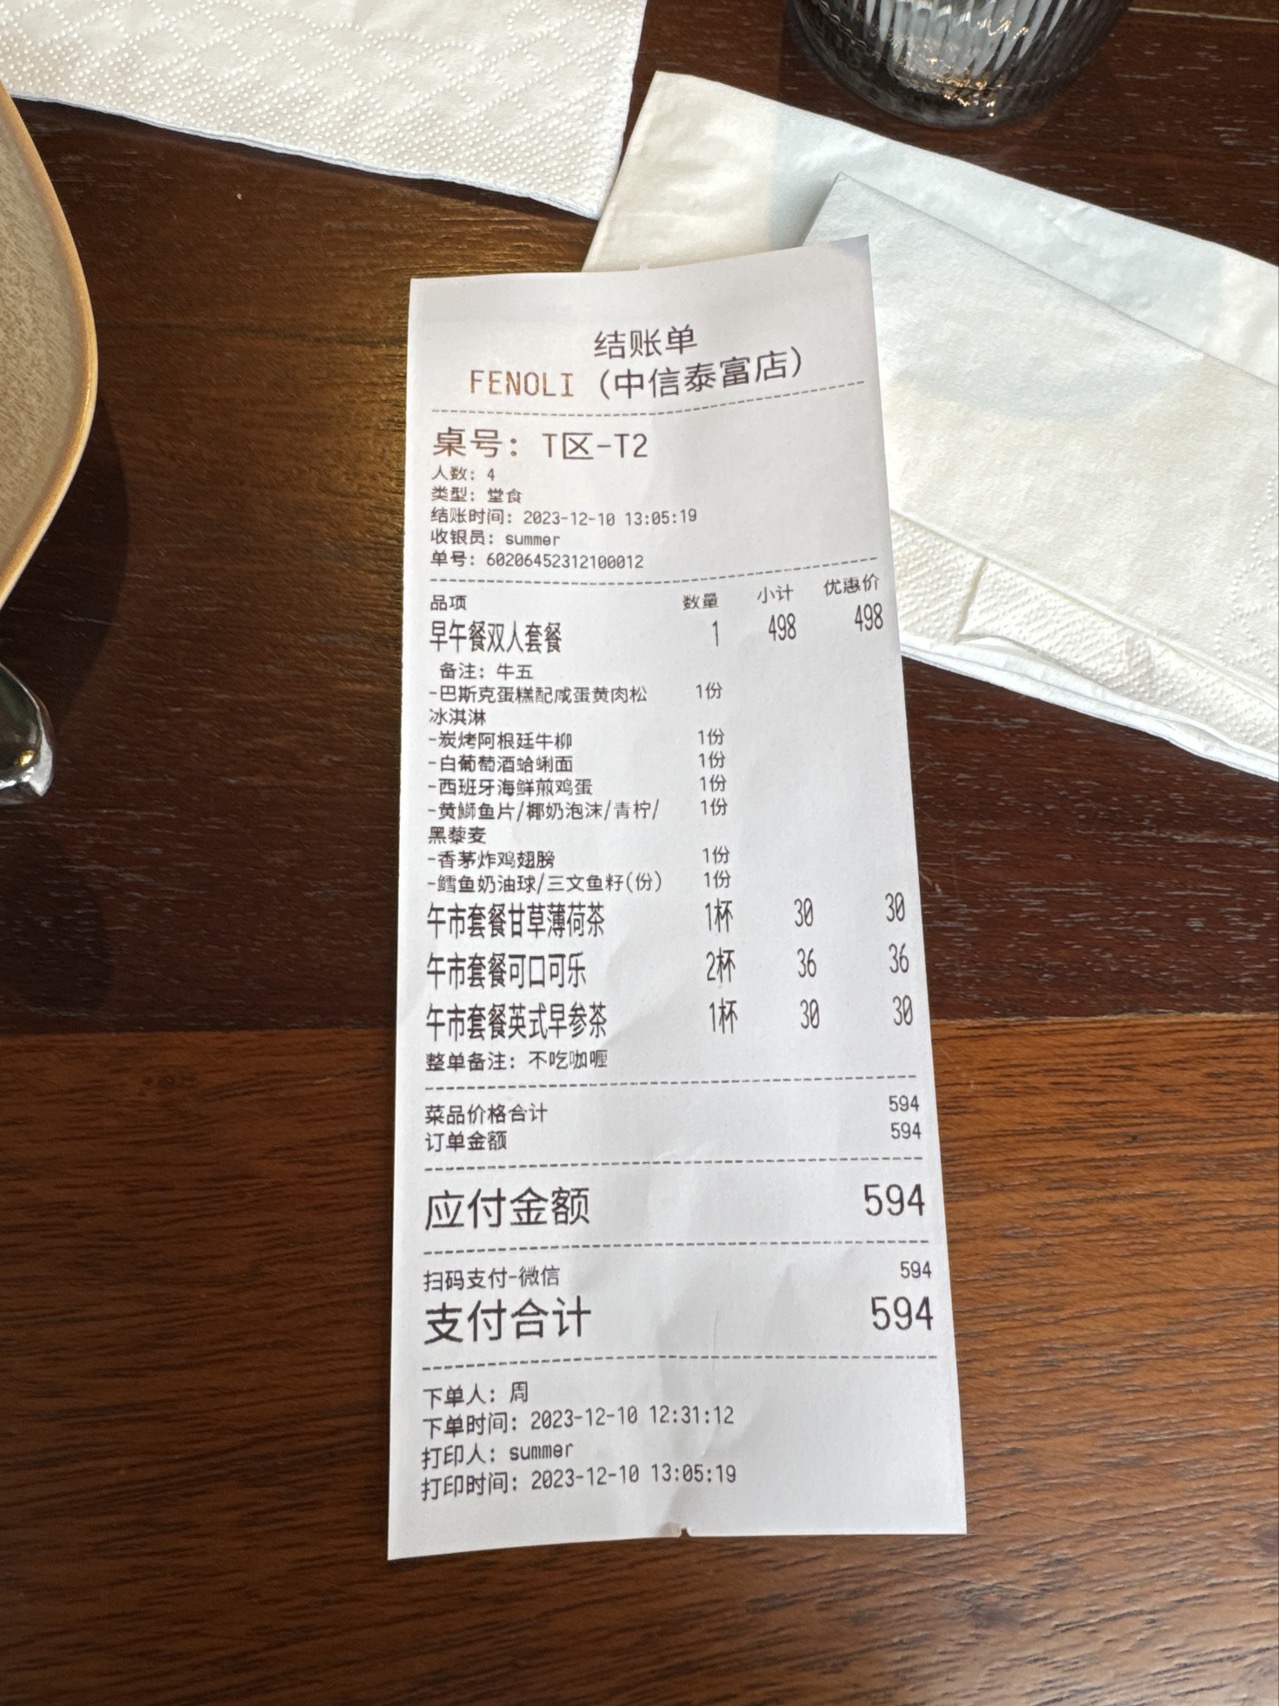 结账单
FENOLI（中信泰富店）
桌号：T区-T2
人数：4
类型：堂食
结账时间：2023-12-10 13:05:19
收银员：summer
单号：60206452312100012
品项 数量 小计 优惠价
早午餐双人套餐 1 498 498
备注：牛五
-巴斯克蛋糕配咸蛋黄肉松 1份
冰淇淋
-炭烤阿根廷牛柳 1份
-白葡萄酒蛤蜊面 1份
-西班牙海鲜煎鸡蛋 1份
-黄鰤鱼片/椰奶泡沫/青柠/ 1份
黑藜麦
-香茅炸鸡翅膀 1份
-鳕鱼奶油球/三文鱼籽(份) 1份
午市套餐甘草薄荷茶 1杯 30 30
午市套餐可口可乐 2杯 36 36
午市套餐英式早参茶 1杯 30 30
整单备注：不吃咖喱
菜品价格合计 594
订单金额 594
应付金额 594
扫码支付-微信 594
支付合计 594
下单人：周
下单时间：2023-12-10 12:31:12
打印人：summer
打印时间：2023-12-10 13:05:19